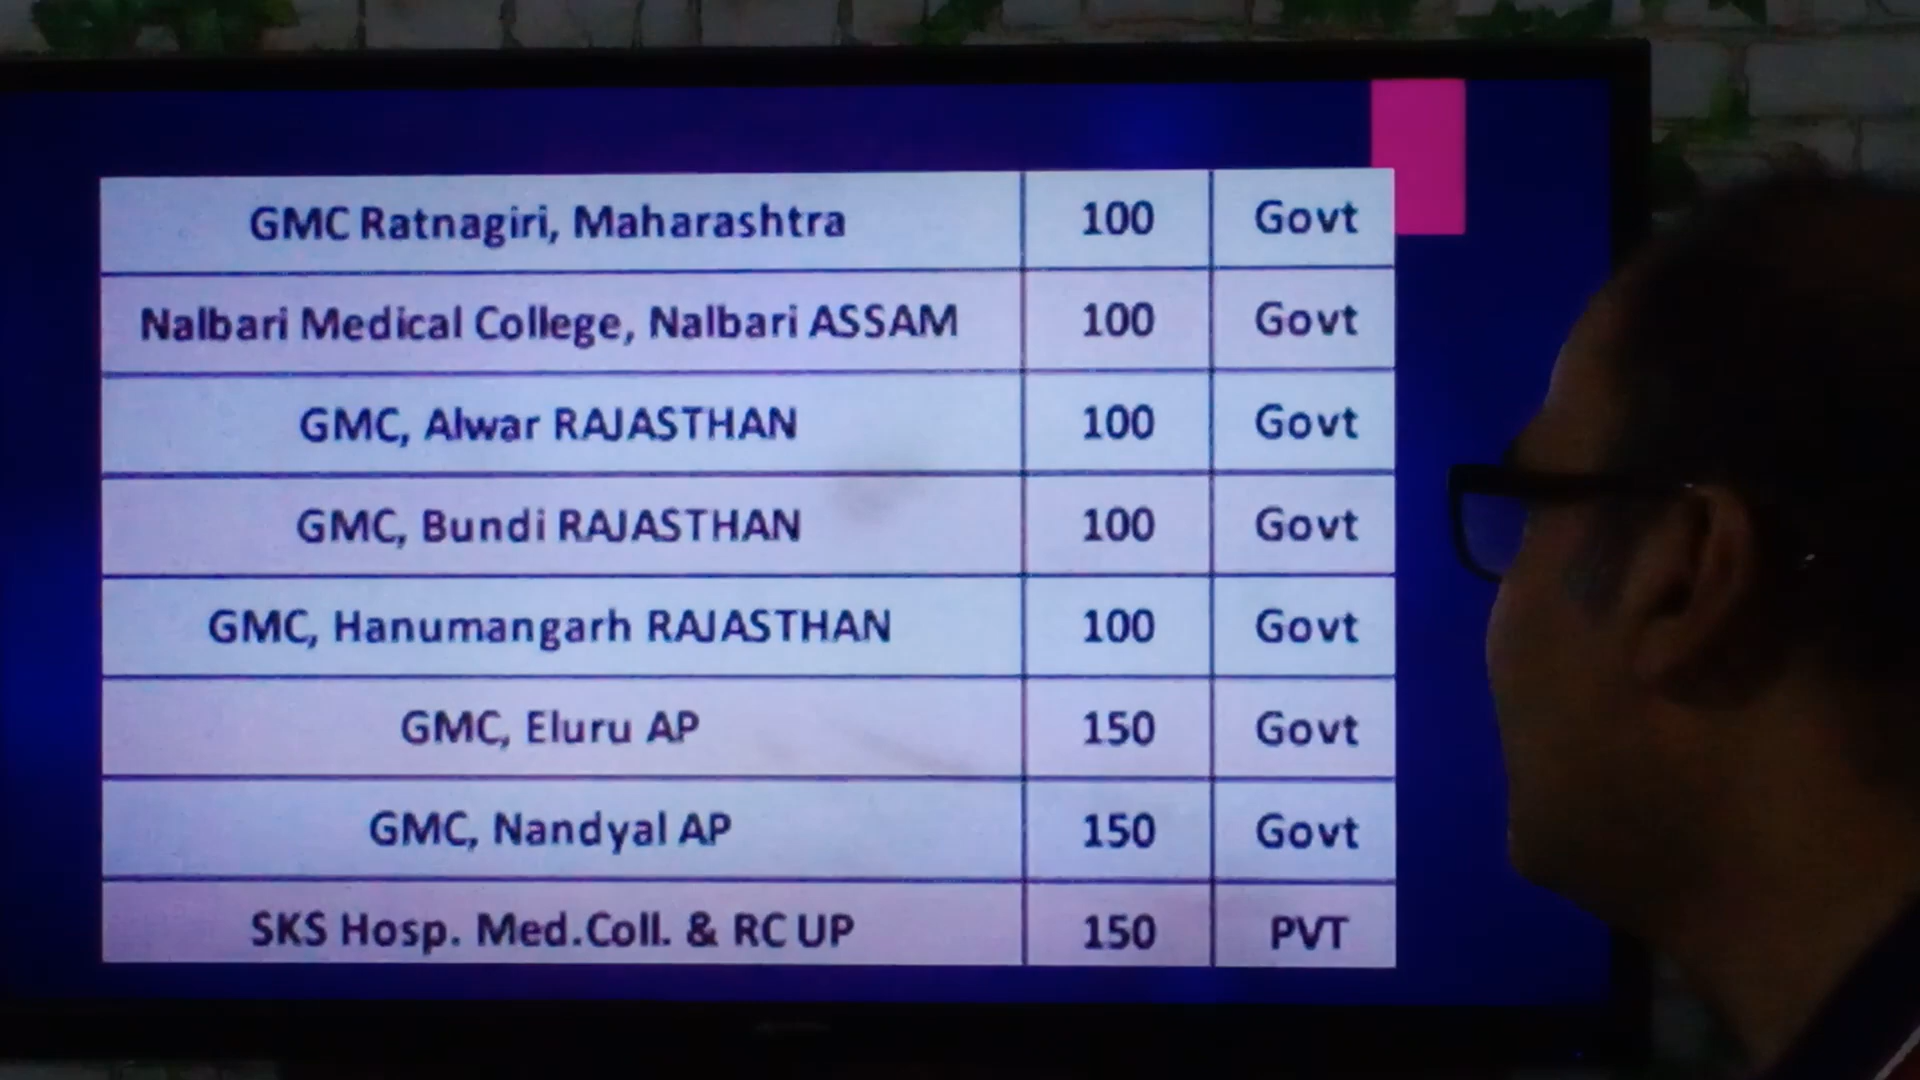 GMC Ratnagiri, Maharashtra 100 Govt
Nalbari Medical College, Nalbari ASSAM 100 Govt
GMC, Alwar RAJASTHAN 100 Govt
GMC, Bundi RAJASTHAN 100 Govt
GMC, Hanumangarh RAJASTHAN 100 Govt
GMC, Eluru AP 150 Govt
GMC, Nandyal AP 150 Govt
SKS Hosp. Med.Coll. & RC UP 150 PVT